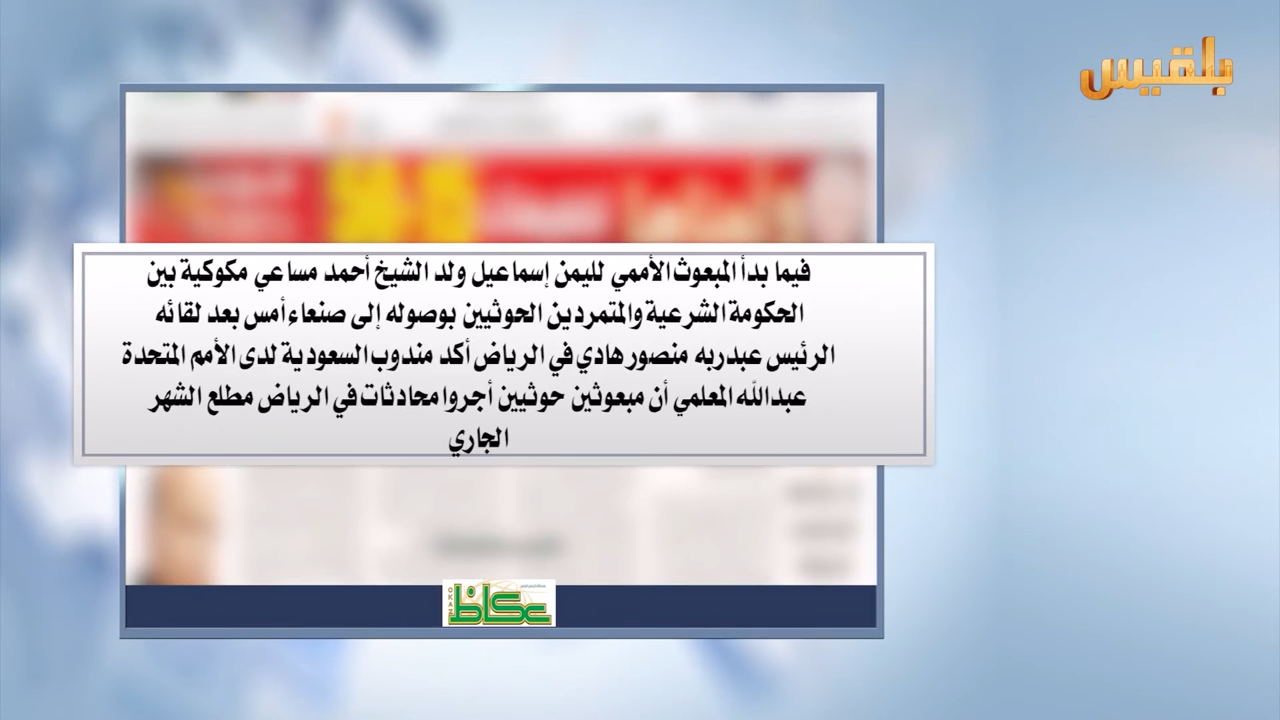 بلقيس
فيما بدأ المبعوث الأممي لليمن إسماعيل ولد الشيخ أحمد مساعي مكوكية بين
الحكومة الشرعية والمتمردين الحوثيين بوصوله إلى صنعاء أمس بعد لقائه
الرئيس عبدربه منصور هادي في الرياض أكد مندوب السعودية لدى الأمم المتحدة
عبدالله المعلمي أن مبعوثين حوثيين أجروا محادثات في الرياض مطلع الشهر
الجاري
عكاظ
OKAZ